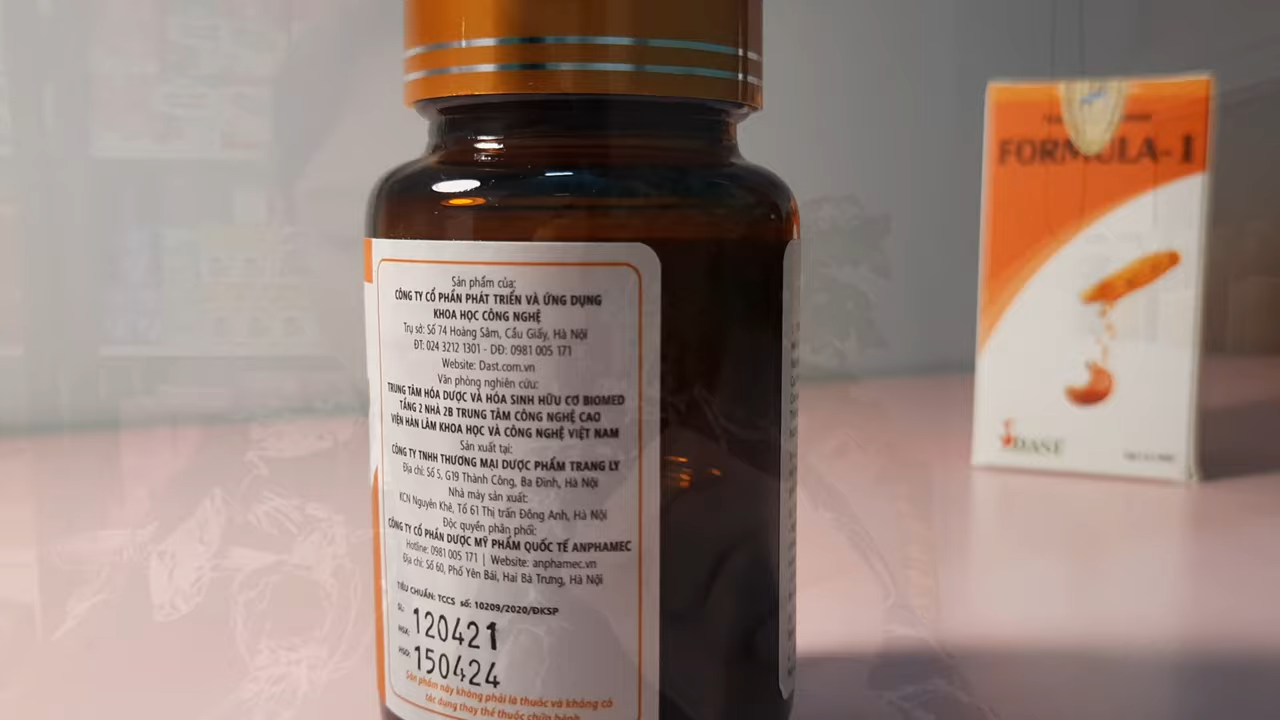 Sản phẩm của:
CÔNG TY CỔ PHẦN PHÁT TRIỂN VÀ ỨNG DỤNG
KHOA HỌC CÔNG NGHỆ
Trụ sở: Số 74 Hoàng Sâm, Cầu Giấy, Hà Nội
ĐT: 024 3212 1301 - DĐ: 0981 005 171
Website: Dast.com.vn
Văn phòng nghiên cứu:
TRUNG TÂM HÓA DƯỢC VÀ HÓA SINH HỮU CƠ BIOMED
TẦNG 2 NHÀ 2B TRUNG TÂM CÔNG NGHỆ CAO
VIỆN HÀN LÂM KHOA HỌC VÀ CÔNG NGHỆ VIỆT NAM
Sản xuất tại:
CÔNG TY TNHH THƯƠNG MẠI DƯỢC PHẨM TRANG LY
Địa chỉ: Số 5, G19 Thành Công, Ba Đình, Hà Nội
Nhà máy sản xuất:
KCN Nguyên Khê, Tổ 61 Thị trấn Đông Anh, Hà Nội
Độc quyền phân phối:
CÔNG TY CỔ PHẦN DƯỢC MỸ PHẨM QUỐC TẾ ANPHAMEC
Hotline: 0981 005 171 | Website: anphamec.vn
Địa chỉ: Số 60, Phố Yên Bái, Hai Bà Trưng, Hà Nội
TIÊU CHUẨN: TCCS số: 10209/2020/ĐKSP
SL:
NSX: 120421
HSD: 150424
Sản phẩm này không phải là thuốc và không có
tác dụng thay thế thuốc chữa bệnh
FORMULA-1
DAST